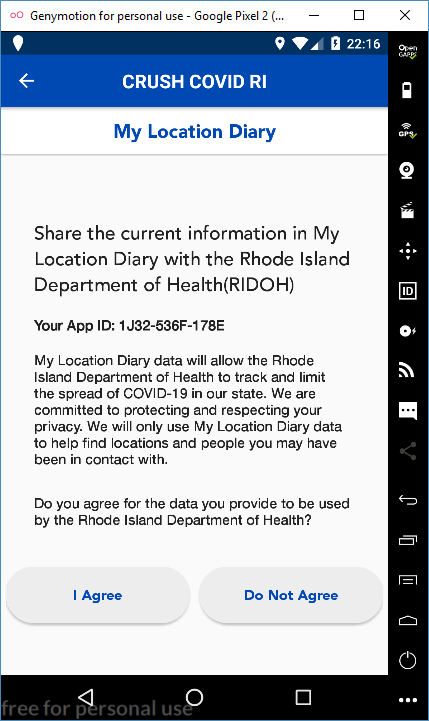 Genymotion for personal use - Google Pixel 2 (...
22:16
CRUSH COVID RI
My Location Diary
Share the current information in My
Location Diary with the Rhode Island
Department of Health(RIDOH)
Your App ID: 1J32-536F-178E
My Location Diary data will allow the Rhode
Island Department of Health to track and limit
the spread of COVID-19 in our state. We are
committed to protecting and respecting your
privacy. We will only use My Location Diary data
to help find locations and people you may have
been in contact with.
Do you agree for the data you provide to be used
by the Rhode Island Department of Health?
I Agree
Do Not Agree
free for personal use
Open
GAPPS
GPS
ID